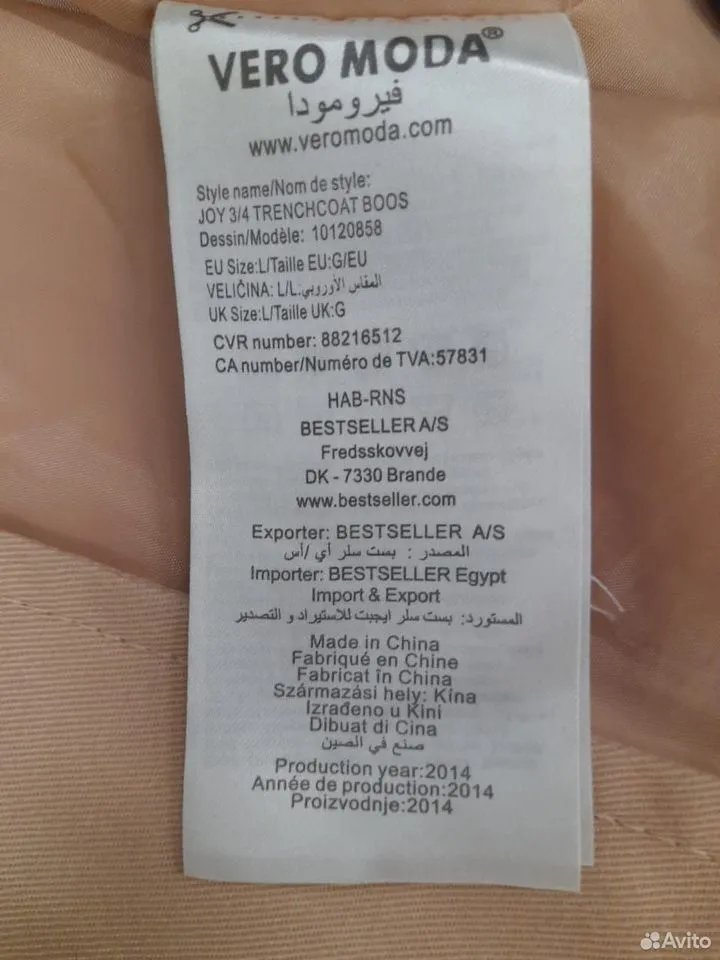 VERO MODA®
فيرومودا
www.veromoda.com
Style name/Nom de style:
JOY 3/4 TRENCHCOAT BOOS
Dessin/Modèle: 10120858
EU Size:L/Taille EU:G/EU
VELIČINA: L/L:المقاس الأوروبي
UK Size:L/Taille UK:G
CVR number: 88216512
CA number/Numéro de TVA:57831
HAB-RNS
BESTSELLER A/S
Fredsskovvej
DK - 7330 Brande
www.bestseller.com
Exporter: BESTSELLER A/S
المصدر : بست سلر أي /أس
Importer: BESTSELLER Egypt
Import & Export
المستورد: بست سلر ايجبت للاستيراد و التصدير
Made in China
Fabriqué en Chine
Fabricat în China
Származási hely: Kína
Izrađeno u Kini
Dibuat di Cina
صنع في الصين
Production year:2014
Année de production:2014
Proizvodnje:2014
Avito